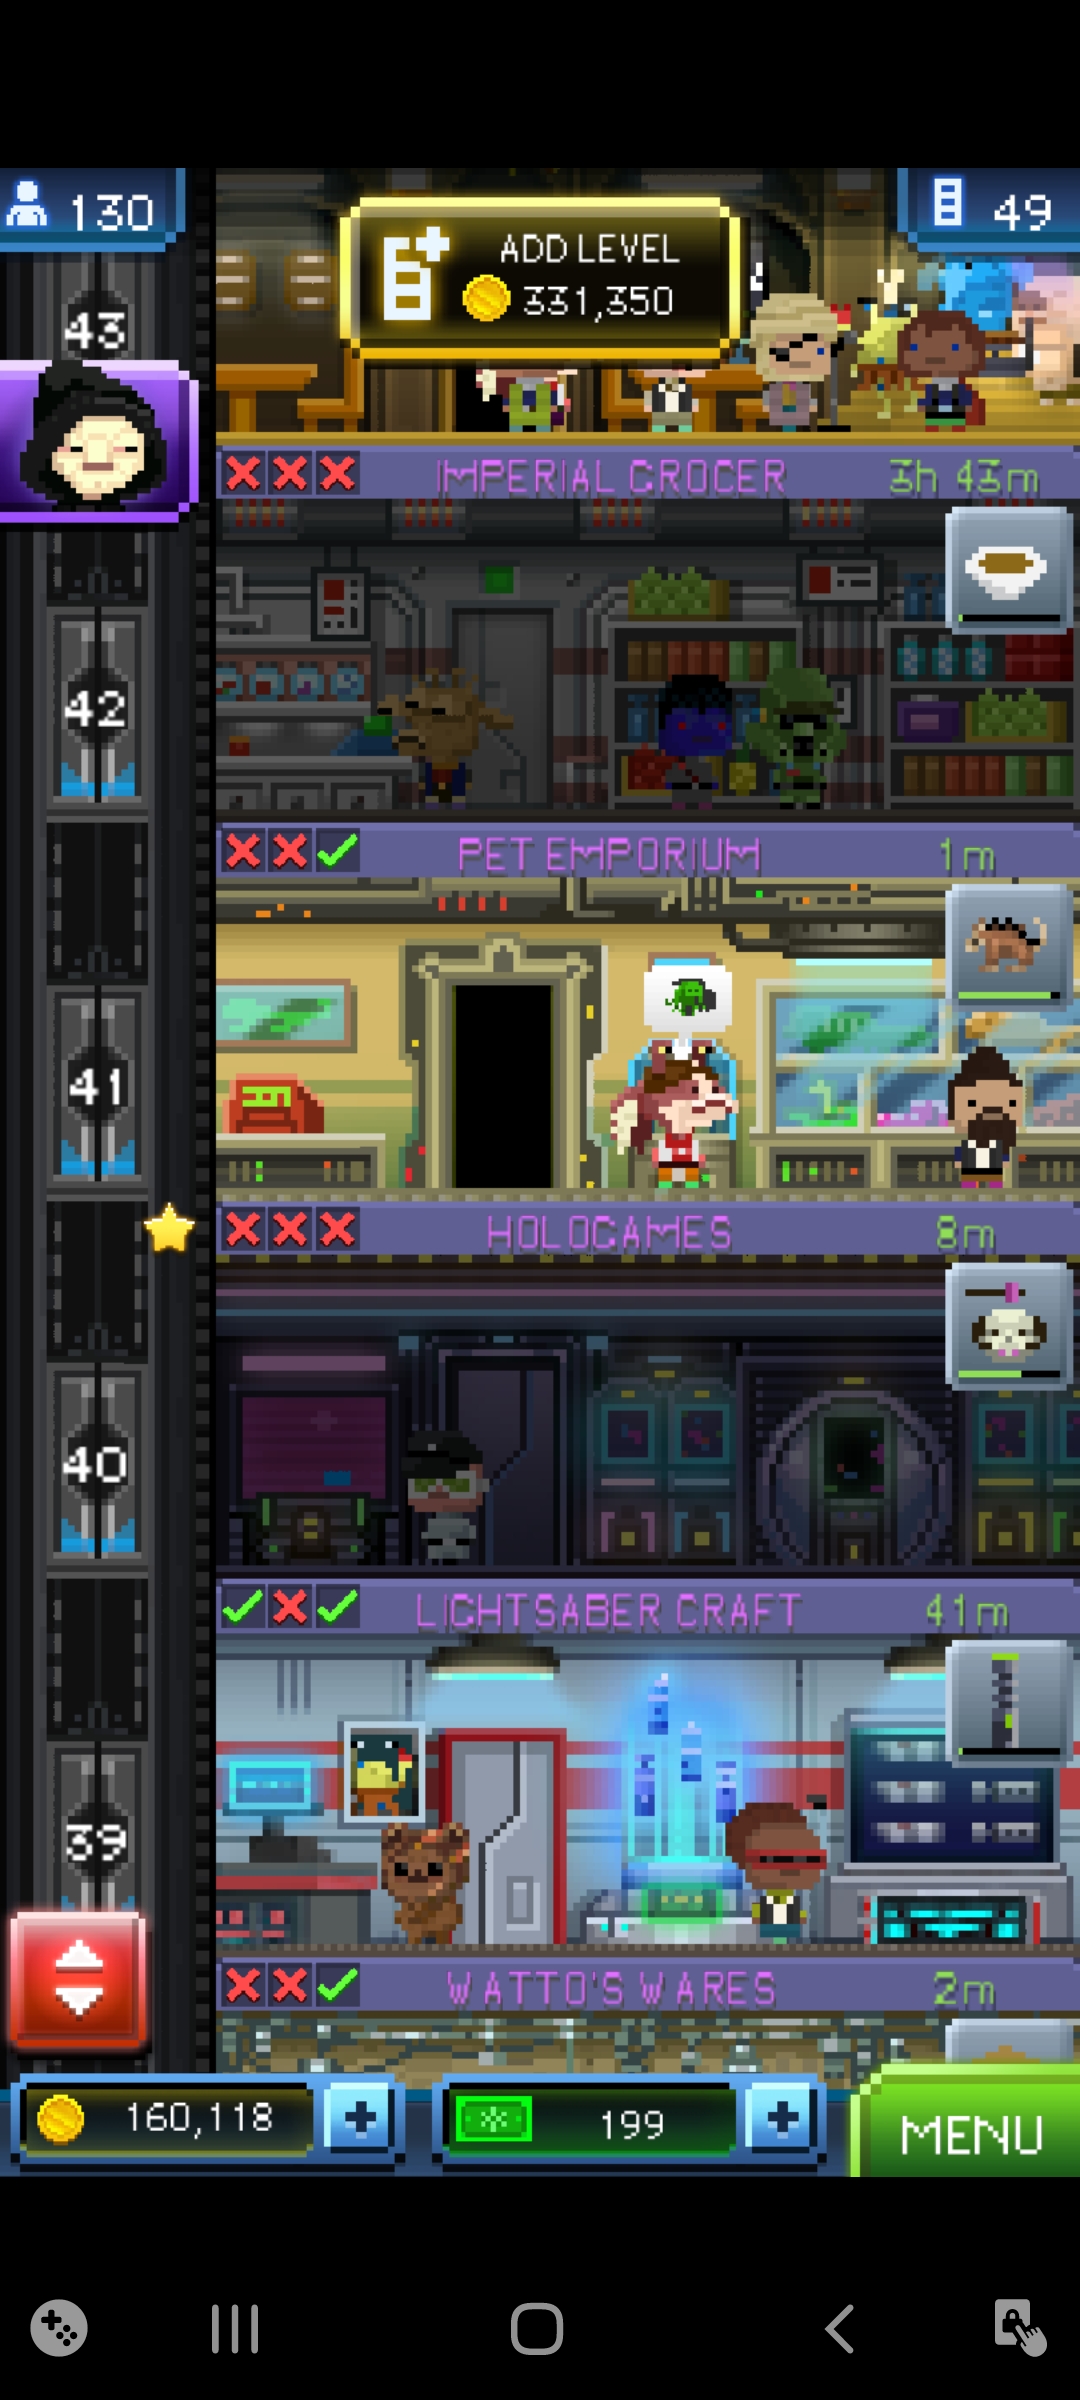 130
ADD LEVEL
331,350
49
43
IMPERIAL GROCER 3h 43m
42
PET EMPORIUM 1m
41
HOLOGAMES 8m
40
LIGHTSABER CRAFT 41m
39
WATTO'S WARES 2m
160,118
199
MENU